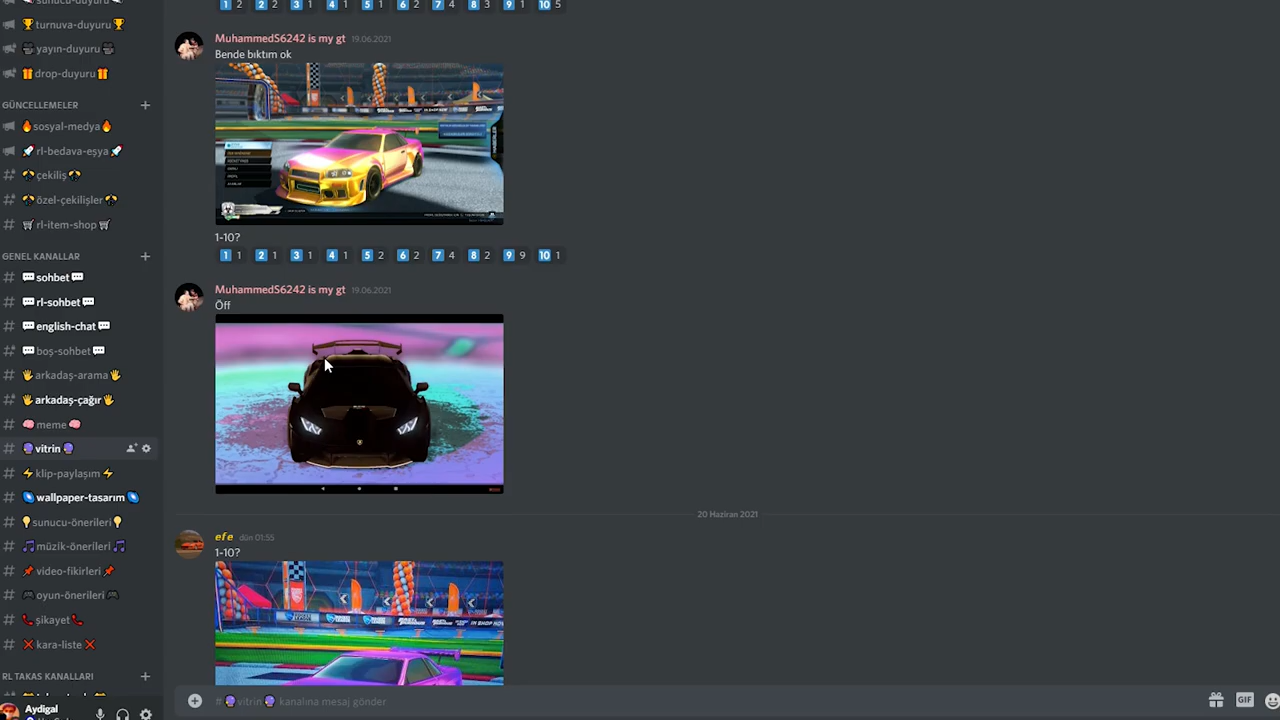 sunucu-duyuru
turnuva-duyuru
yayın-duyuru
drop-duyuru
GÜNCELLEMELER
sosyal-medya
rl-bedava-eşya
çekiliş
özel-çekilişler
rl-item-shop
GENEL KANALLAR
sohbet
rl-sohbet
english-chat
boş-sohbet
arkadaş-arama
arkadaş-çağır
meme
vitrin
klip-paylaşım
wallpaper-tasarım
sunucu-önerileri
müzik-önerileri
video-fikirleri
oyun-önerileri
şikayet
kara-liste
RL TAKAS KANALLARI
Aydigal
1 2 2 2 3 1 4 1 5 1 6 2 7 4 8 3 9 1 10 5
MuhammedS6242 is my gt 19.06.2021
Bende bıktım ok
1-10?
1 1 2 1 3 1 4 1 5 2 6 2 7 4 8 2 9 9 10 1
MuhammedS6242 is my gt 19.06.2021
Öff
20 Haziran 2021
efe dün 01:55
1-10?
# vitrin kanalına mesaj gönder
GIF